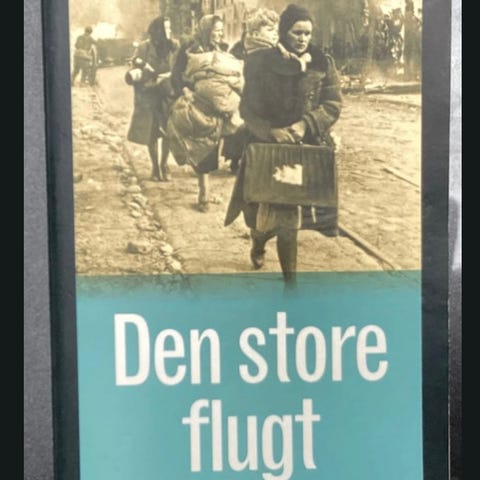 Den store
flugt